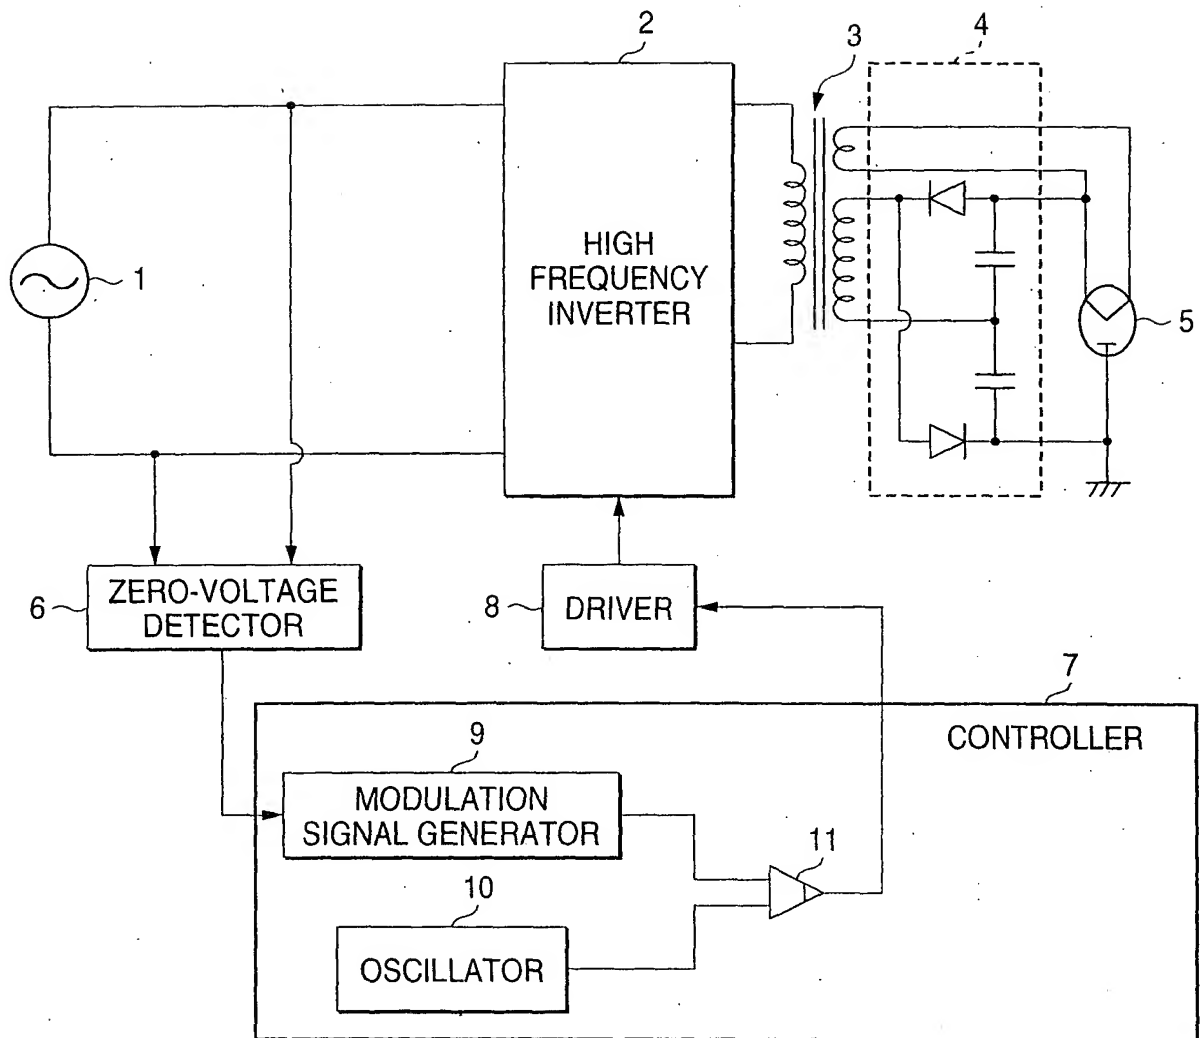 2
3
4
1
HIGH
FREQUENCY
INVERTER
5
6
ZERO-VOLTAGE
DETECTOR
8
DRIVER
7
CONTROLLER
9
MODULATION
SIGNAL GENERATOR
11
10
OSCILLATOR